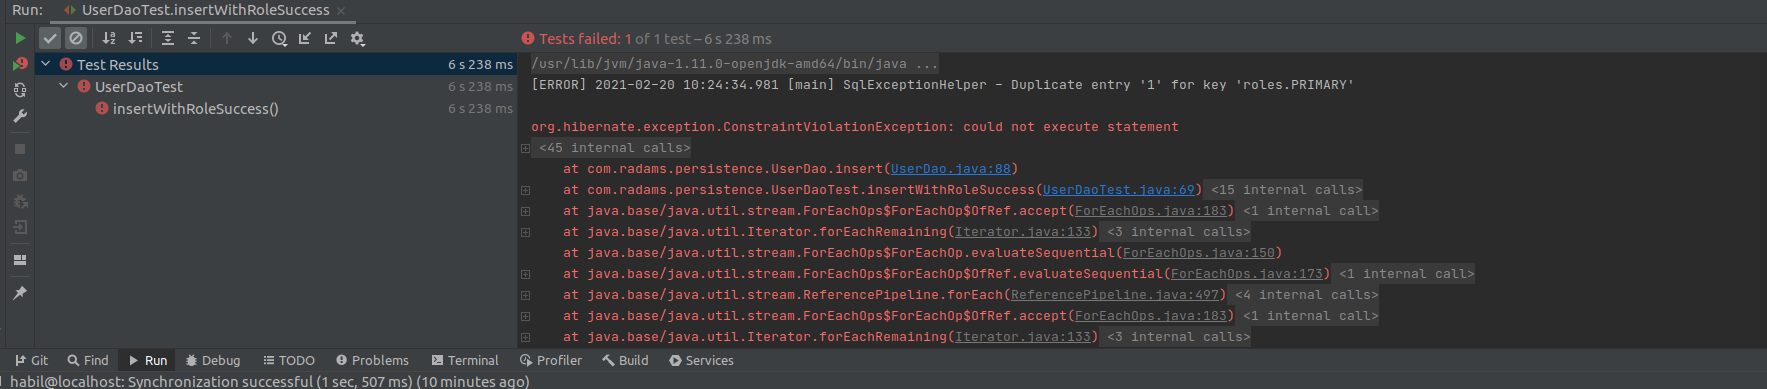 Run: UserDaoTest.insertWithRoleSuccess ×
Tests failed: 1 of 1 test – 6 s 238 ms
Test Results 6 s 238 ms
UserDaoTest 6 s 238 ms
insertWithRoleSuccess() 6 s 238 ms
/usr/lib/jvm/java-1.11.0-openjdk-amd64/bin/java ...
[ERROR] 2021-02-20 10:24:34.981 [main] SqlExceptionHelper - Duplicate entry '1' for key 'roles.PRIMARY'
org.hibernate.exception.ConstraintViolationException: could not execute statement
<45 internal calls>
at com.radams.persistence.UserDao.insert(UserDao.java:88)
at com.radams.persistence.UserDaoTest.insertWithRoleSuccess(UserDaoTest.java:69) <15 internal calls>
at java.base/java.util.stream.ForEachOps$ForEachOp$OfRef.accept(ForEachOps.java:183) <1 internal call>
at java.base/java.util.Iterator.forEachRemaining(Iterator.java:133) <3 internal calls>
at java.base/java.util.stream.ForEachOps$ForEachOp.evaluateSequential(ForEachOps.java:150)
at java.base/java.util.stream.ForEachOps$ForEachOp$OfRef.evaluateSequential(ForEachOps.java:173) <1 internal call>
at java.base/java.util.stream.ReferencePipeline.forEach(ReferencePipeline.java:497) <4 internal calls>
at java.base/java.util.stream.ForEachOps$ForEachOp$OfRef.accept(ForEachOps.java:183) <1 internal call>
at java.base/java.util.Iterator.forEachRemaining(Iterator.java:133) <3 internal calls>
Git Find Run Debug TODO Problems Terminal Profiler Build Services
habil@localhost: Synchronization successful (1 sec, 507 ms) (10 minutes ago)